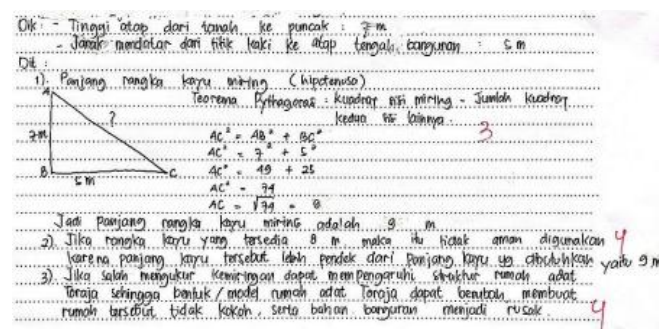 Dik : - Tinggi atap dari tanah ke puncak : 7 m
- Jarak mendatar dari titik kaki ke atap tengah bangunan : 5 m
Dit :
1). Panjang rangka kayu miring (hipotenusa)
A
Teorema Pythagoras : kuadrat sisi miring = Jumlah kuadrat
kedua sisi lainnya.
3
?
7m
B
5 m
C
AC² = AB² + BC²
AC² = 7² + 5²
AC² = 49 + 25
AC² = 74
AC = √74 = 9
Jadi panjang rangka kayu miring adalah 9 m
2). Jika rangka kayu yang tersedia 8 m, maka itu tidak aman digunakan 4
karena panjang kayu tersebut lebih pendek dari panjang kayu yg dibutuhkan yaitu 9 m
3). Jika salah mengukur kemiringan dapat mempengaruhi struktur rumah adat
Toraja sehingga bentuk/model rumah adat Toraja dapat berubah, membuat
rumah tersebut tidak kokoh, serta bahan bangunan menjadi rusak. 4